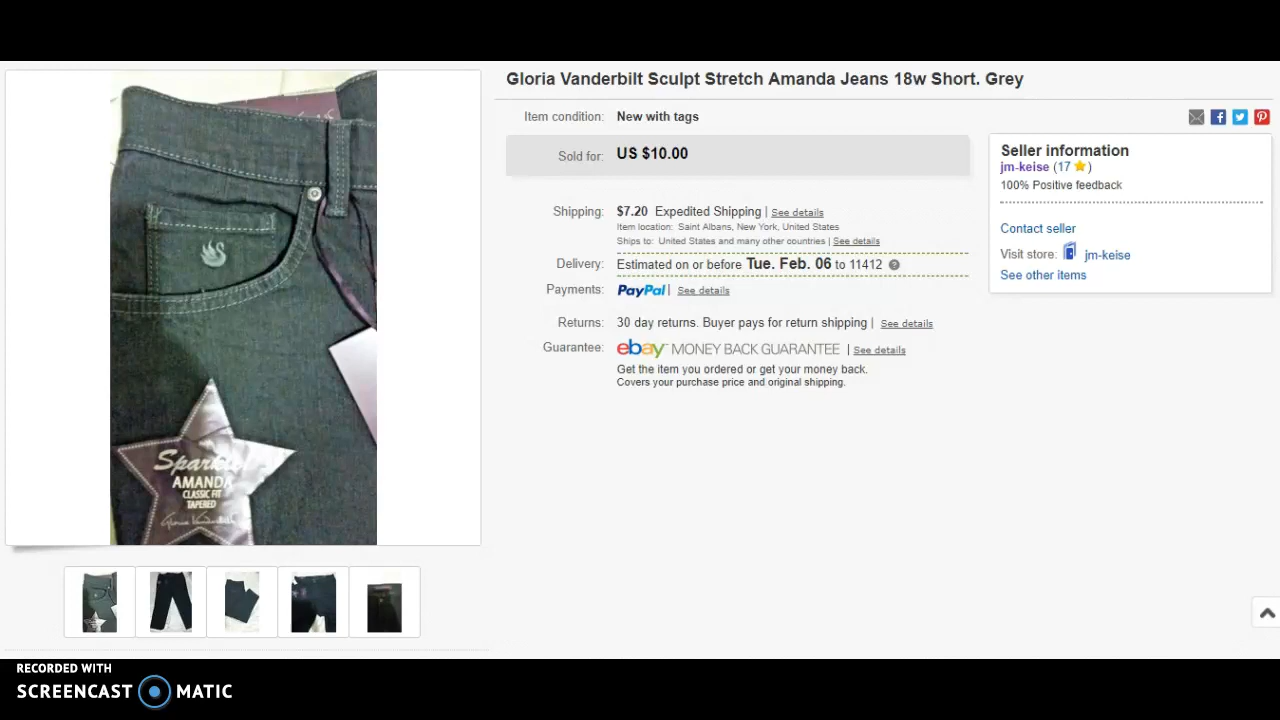 Gloria Vanderbilt Sculpt Stretch Amanda Jeans 18w Short. Grey
Item condition: New with tags
Sold for: US $10.00
Shipping: $7.20 Expedited Shipping | See details
Item location: Saint Albans, New York, United States
Ships to: United States and many other countries | See details
Delivery: Estimated on or before Tue. Feb. 06 to 11412 ?
Payments: PayPal | See details
Returns: 30 day returns. Buyer pays for return shipping | See details
Guarantee: ebay MONEY BACK GUARANTEE | See details
Get the item you ordered or get your money back.
Covers your purchase price and original shipping.
Seller information
jm-keise (17 )
100% Positive feedback
Contact seller
Visit store: jm-keise
See other items
AMANDA
CLASSIC FIT
TAPERED
Gloria Vanderbilt
RECORDED WITH
SCREENCAST MATIC